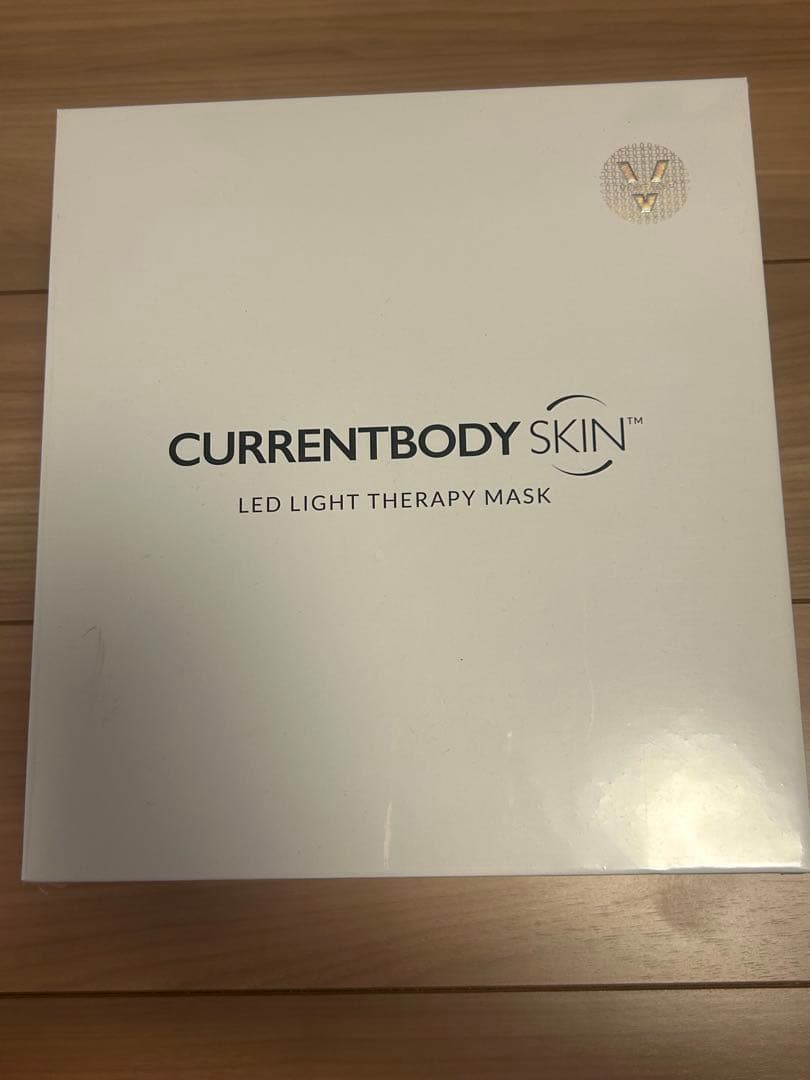 CURRENTBODY SKIN™
LED LIGHT THERAPY MASK